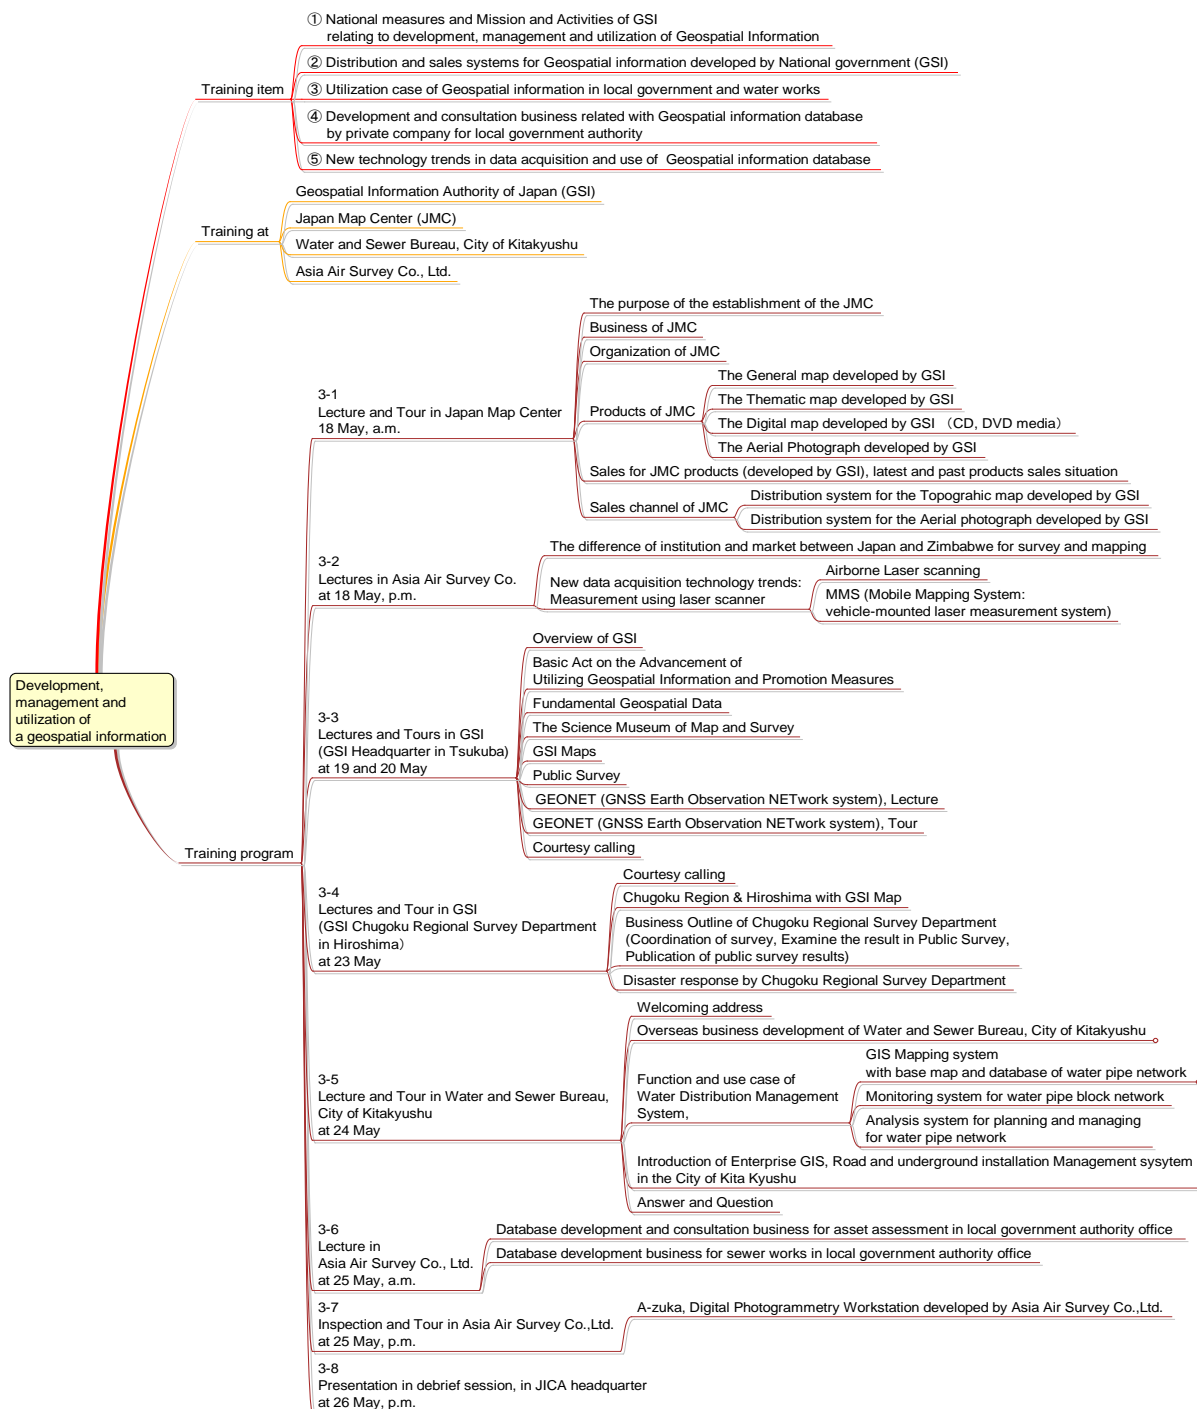 ① National measures and Mission and Activities of GSI
relating to development, management and utilization of Geospatial Information
② Distribution and sales systems for Geospatial information developed by National government (GSI)
Training item
③ Utilization case of Geospatial information in local government and water works
④ Development and consultation business related with Geospatial information database
by private company for local government authority
⑤ New technology trends in data acquisition and use of Geospatial information database
Geospatial Information Authority of Japan (GSI)
Japan Map Center (JMC)
Training at
Water and Sewer Bureau, City of Kitakyushu
Asia Air Survey Co., Ltd.
Development,
management and
utilization of
a geospatial information
Training program
3-1
Lecture and Tour in Japan Map Center
18 May, a.m.
The purpose of the establishment of the JMC
Business of JMC
Organization of JMC
Products of JMC
The General map developed by GSI
The Thematic map developed by GSI
The Digital map developed by GSI （CD, DVD media）
The Aerial Photograph developed by GSI
Sales for JMC products (developed by GSI), latest and past products sales situation
Sales channel of JMC
Distribution system for the Topograhic map developed by GSI
Distribution system for the Aerial photograph developed by GSI
3-2
Lectures in Asia Air Survey Co.
at 18 May, p.m.
The difference of institution and market between Japan and Zimbabwe for survey and mapping
New data acquisition technology trends:
Measurement using laser scanner
Airborne Laser scanning
MMS (Mobile Mapping System:
vehicle-mounted laser measurement system)
3-3
Lectures and Tours in GSI
(GSI Headquarter in Tsukuba)
at 19 and 20 May
Overview of GSI
Basic Act on the Advancement of
Utilizing Geospatial Information and Promotion Measures
Fundamental Geospatial Data
The Science Museum of Map and Survey
GSI Maps
Public Survey
GEONET (GNSS Earth Observation NETwork system), Lecture
GEONET (GNSS Earth Observation NETwork system), Tour
Courtesy calling
3-4
Lectures and Tour in GSI
(GSI Chugoku Regional Survey Department
in Hiroshima）
at 23 May
Courtesy calling
Chugoku Region & Hiroshima with GSI Map
Business Outline of Chugoku Regional Survey Department
(Coordination of survey, Examine the result in Public Survey,
Publication of public survey results)
Disaster response by Chugoku Regional Survey Department
3-5
Lecture and Tour in Water and Sewer Bureau,
City of Kitakyushu
at 24 May
Welcoming address
Overseas business development of Water and Sewer Bureau, City of Kitakyushu
Function and use case of
Water Distribution Management
System,
GIS Mapping system
with base map and database of water pipe network
Monitoring system for water pipe block network
Analysis system for planning and managing
for water pipe network
Introduction of Enterprise GIS, Road and underground installation Management sysytem
in the City of Kita Kyushu
Answer and Question
3-6
Lecture in
Asia Air Survey Co., Ltd.
at 25 May, a.m.
Database development and consultation business for asset assessment in local government authority office
Database development business for sewer works in local government authority office
3-7
Inspection and Tour in Asia Air Survey Co.,Ltd.
at 25 May, p.m.
A-zuka, Digital Photogrammetry Workstation developed by Asia Air Survey Co.,Ltd.
3-8
Presentation in debrief session, in JICA headquarter
at 26 May, p.m.